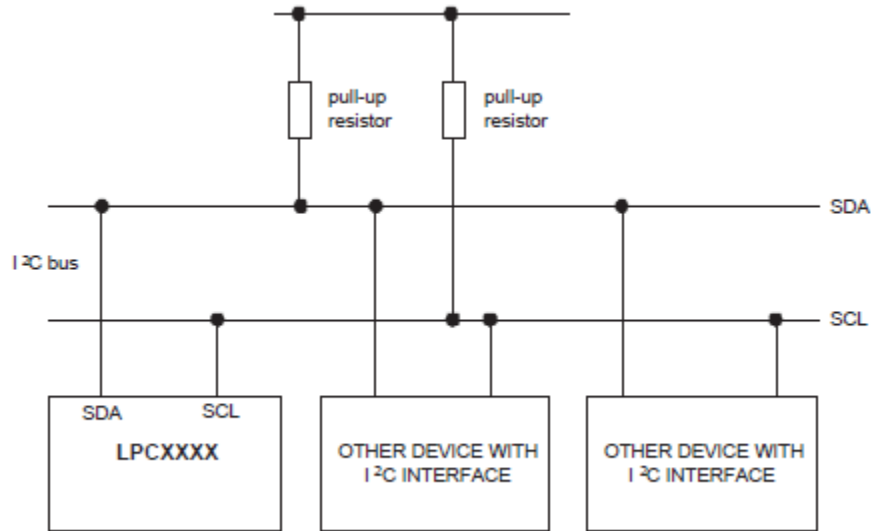 pull-up
resistor
pull-up
resistor
SDA
I²C bus
SCL
SDA
SCL
LPCXXXX
OTHER DEVICE WITH
I²C INTERFACE
OTHER DEVICE WITH
I²C INTERFACE